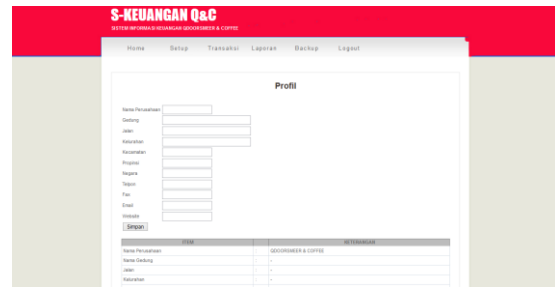 S-KEUANGAN Q&C
SISTEM INFORMASI KEUANGAN QDOORSMEER & COFFEE
Home Setup Transaksi Laporan Backup Logout
Profil
Nama Perusahaan
Gedung
Jalan
Kelurahan
Kecamatan
Propinsi
Negara
Telpon
Fax
Email
Website
Simpan
ITEM KETERANGAN
Nama Perusahaan : QDOORSMEER & COFFEE
Nama Gedung : -
Jalan : -
Kelurahan : -